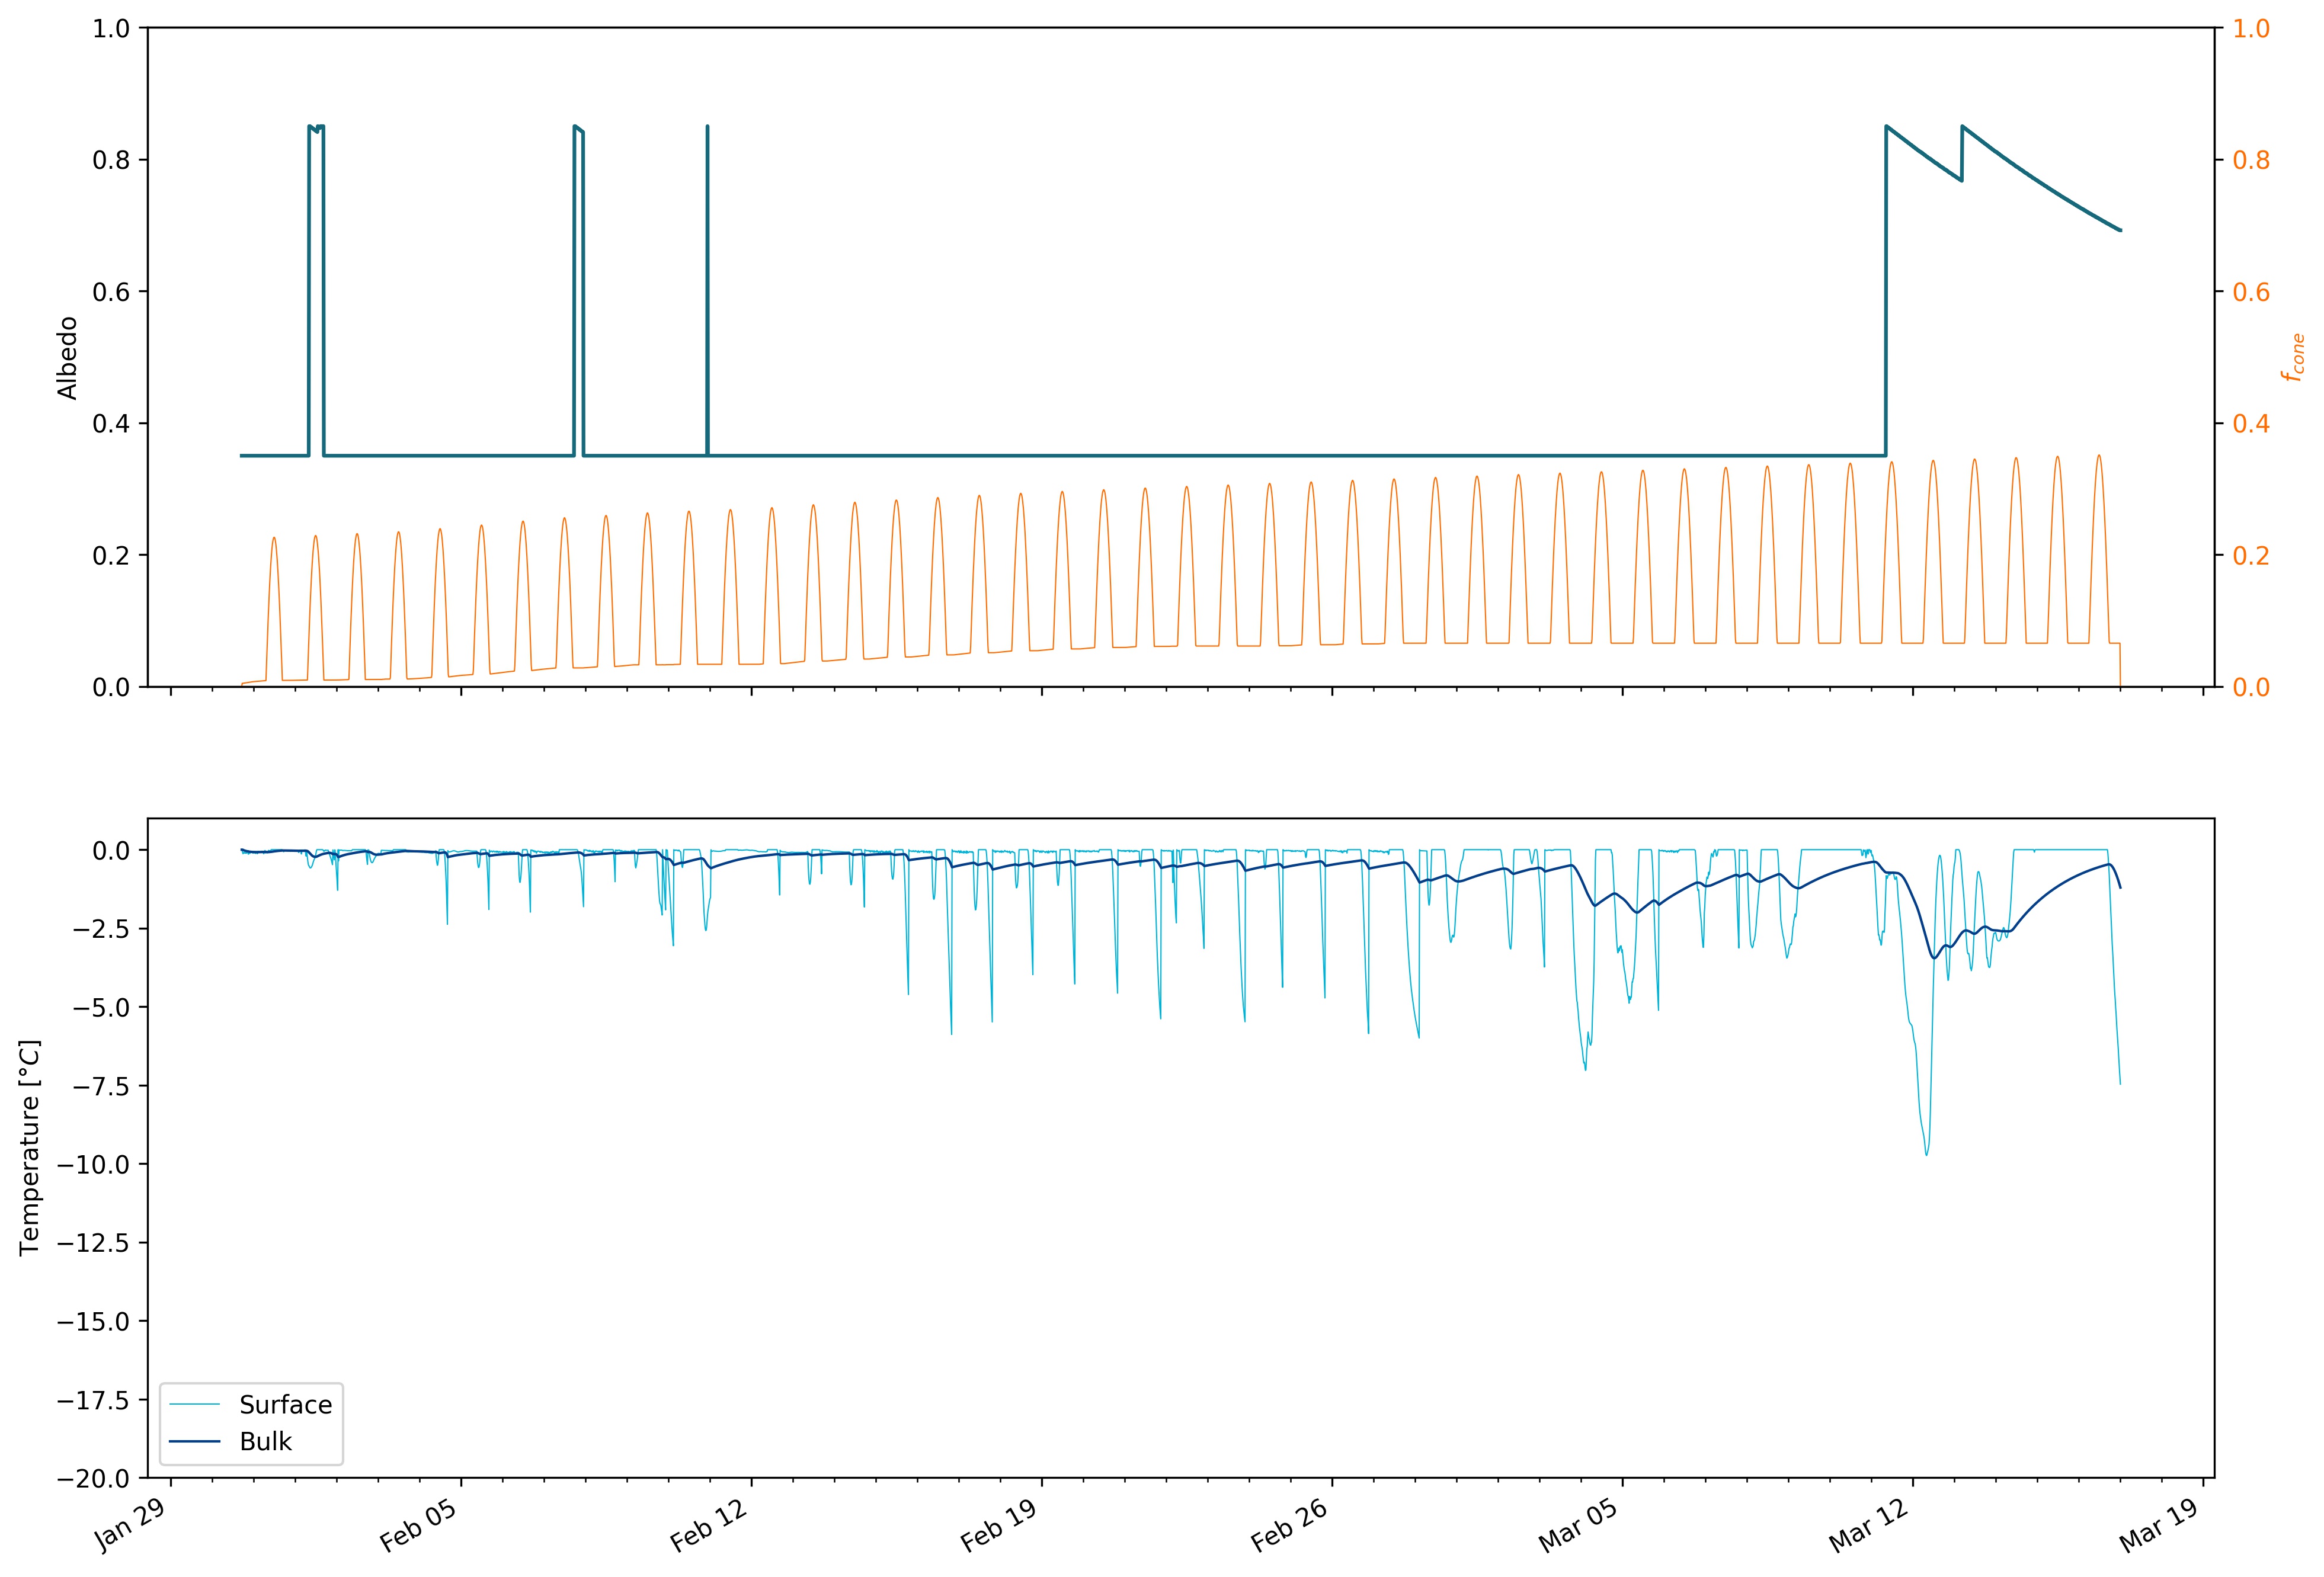 1.0
0.8
0.6
0.4
0.2
0.0
Albedo
1.0
0.8
0.6
0.4
0.2
0.0
f_cone
0.0
−2.5
−5.0
−7.5
−10.0
−12.5
−15.0
−17.5
−20.0
Temperature [°C]
Surface
Bulk
Jan 29
Feb 05
Feb 12
Feb 19
Feb 26
Mar 05
Mar 12
Mar 19